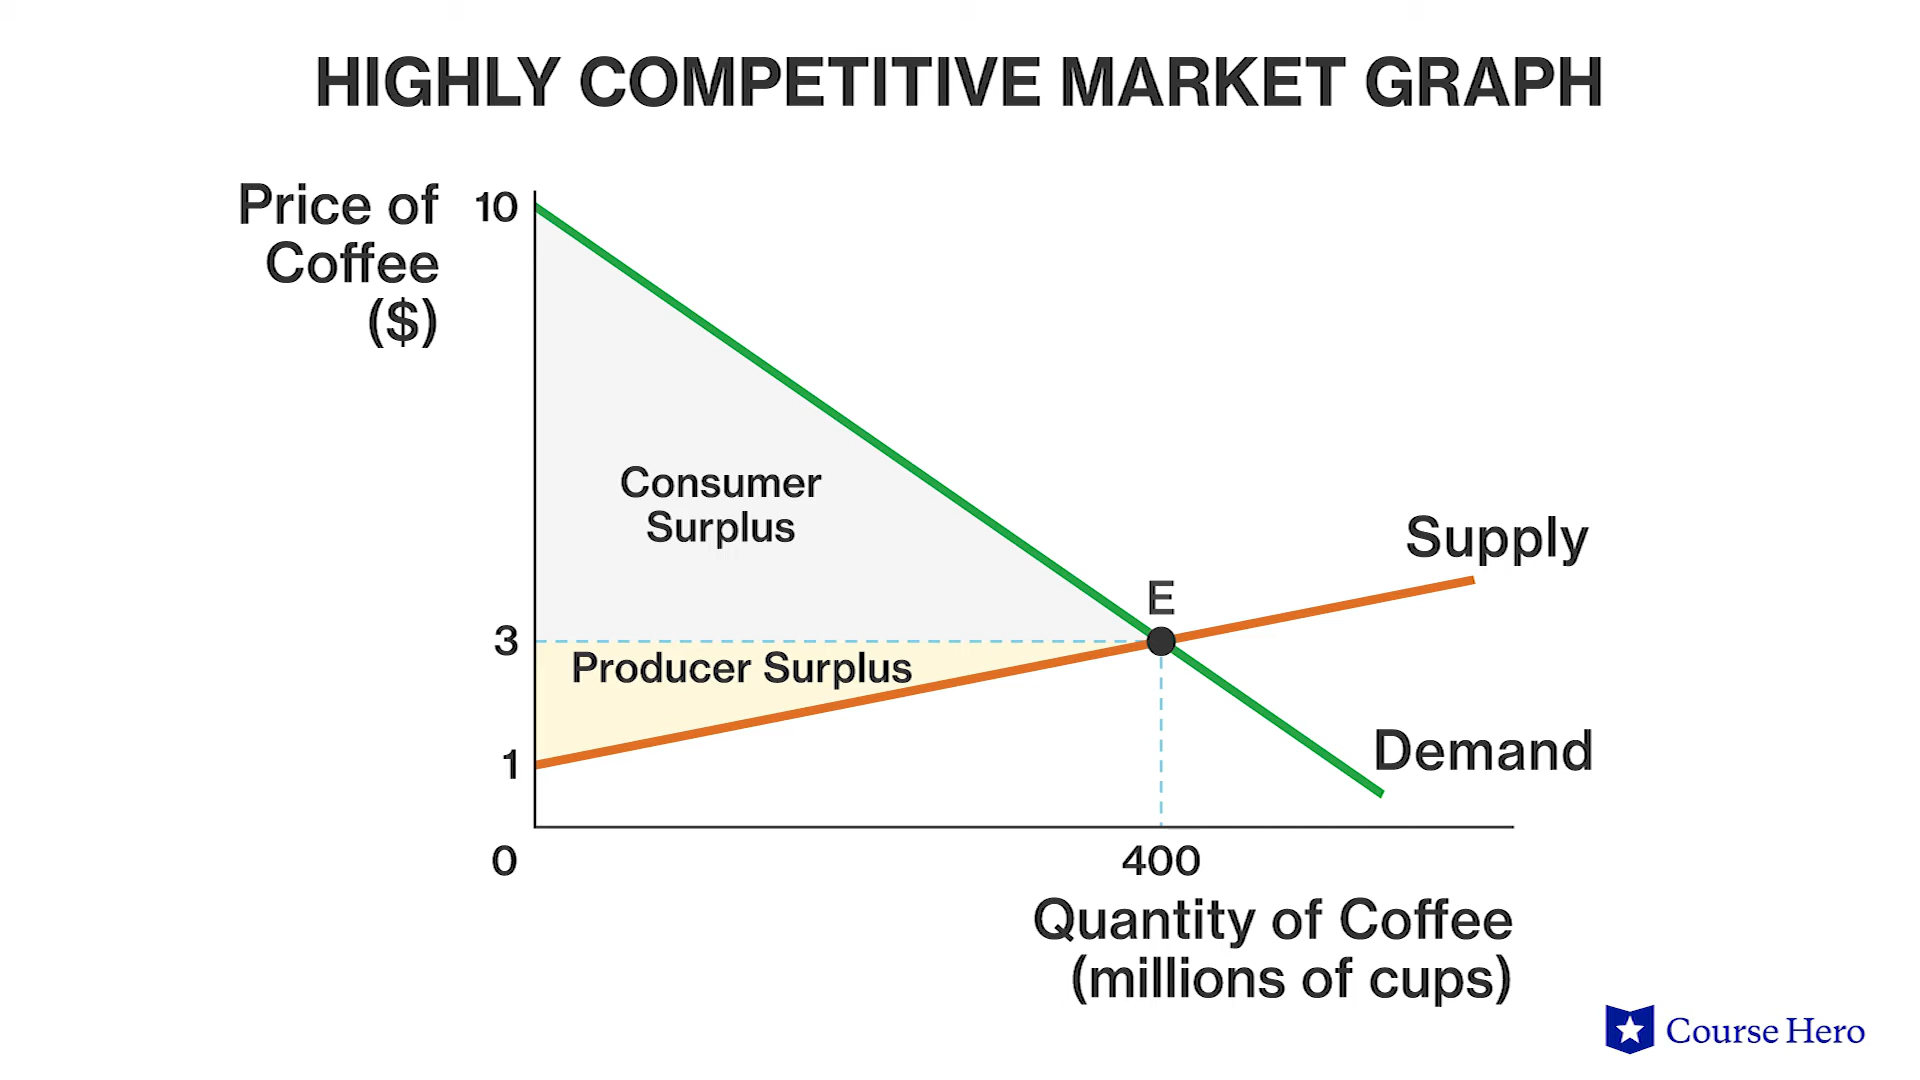 HIGHLY COMPETITIVE MARKET GRAPH
Price of
Coffee
($)
10
Consumer
Surplus
Supply
E
3
Producer Surplus
1
Demand
0
400
Quantity of Coffee
(millions of cups)
Course Hero